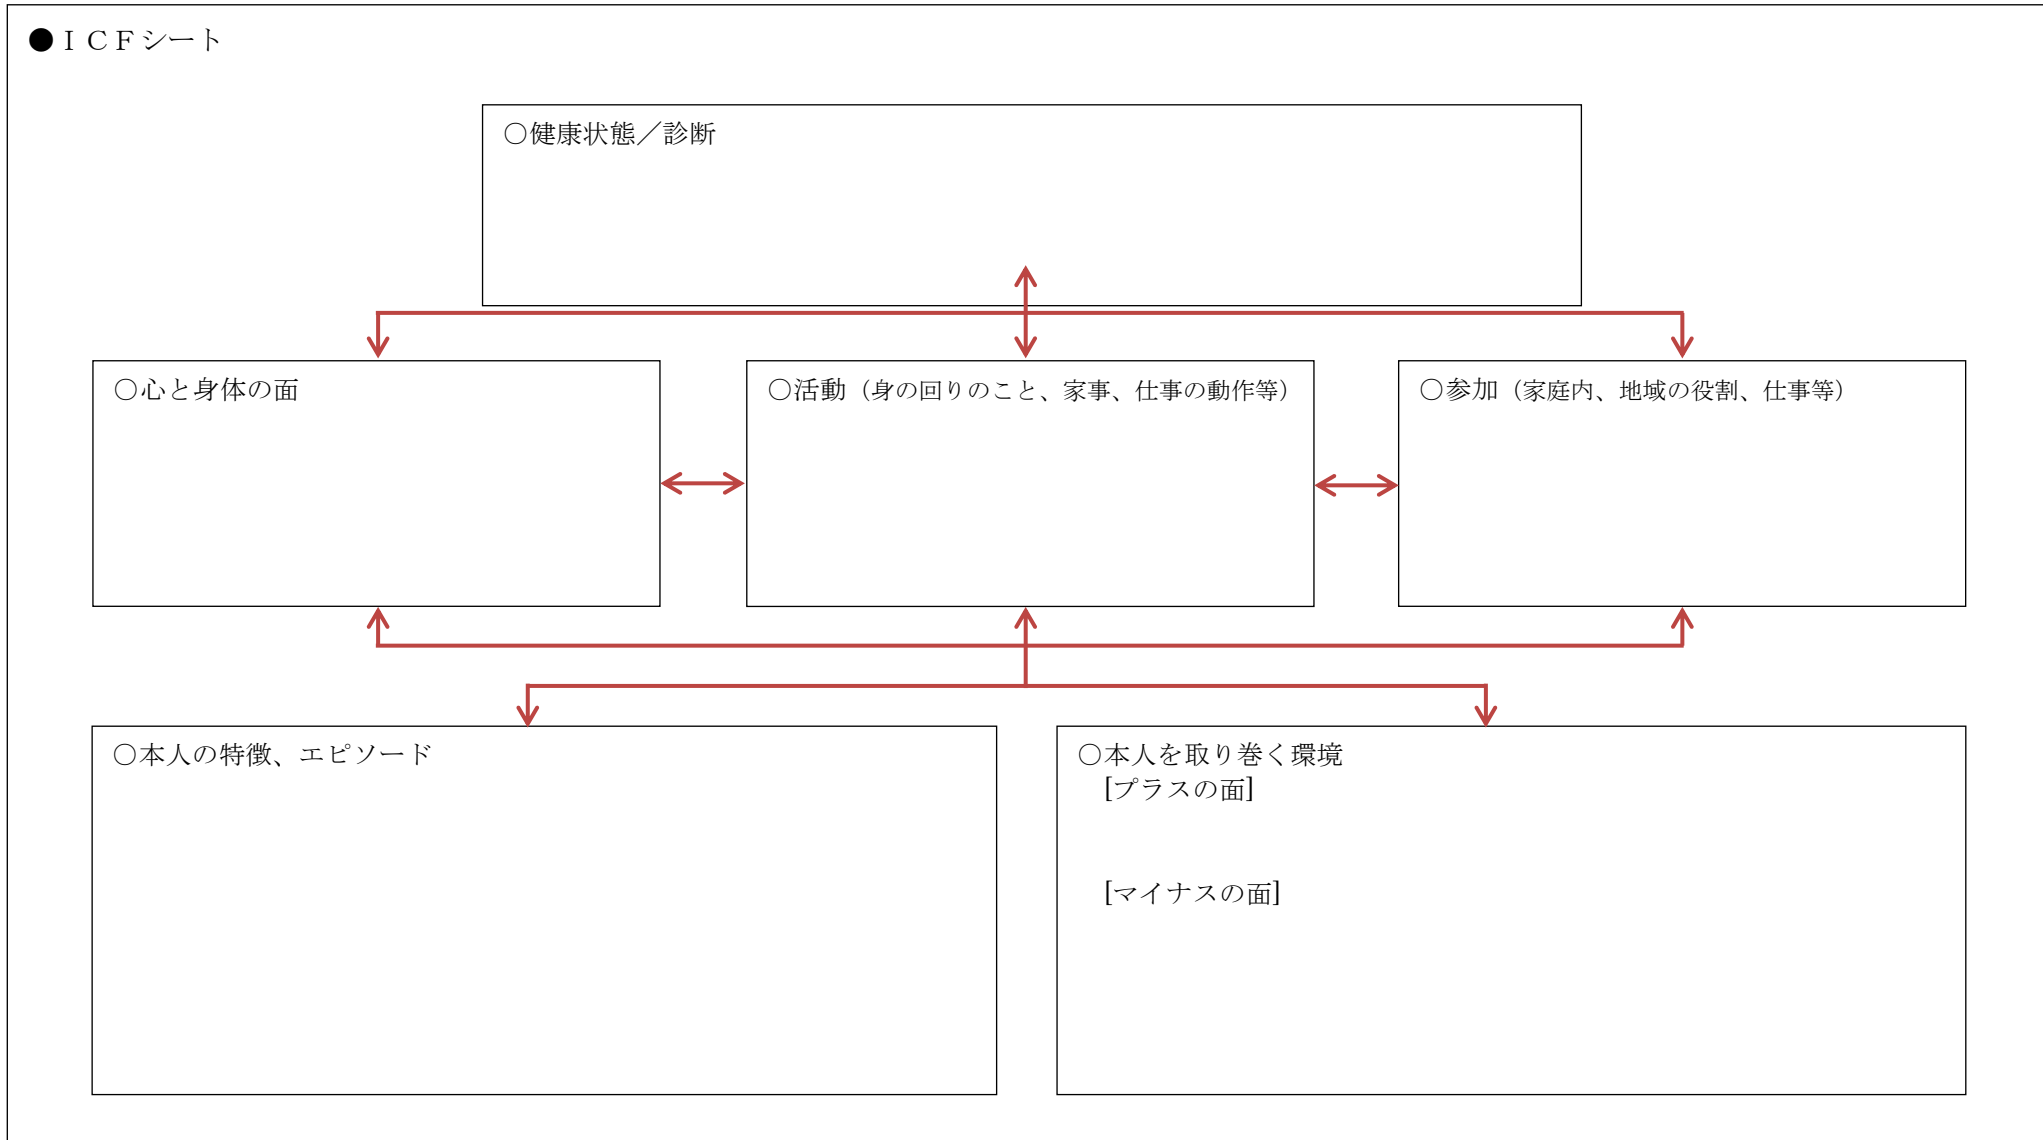 ●ＩＣＦシート
○健康状態／診断
○心と身体の面
○活動（身の回りのこと、家事、仕事の動作等）
○参加（家庭内、地域の役割、仕事等）
○本人の特徴、エピソード
○本人を取り巻く環境
[プラスの面]
[マイナスの面]